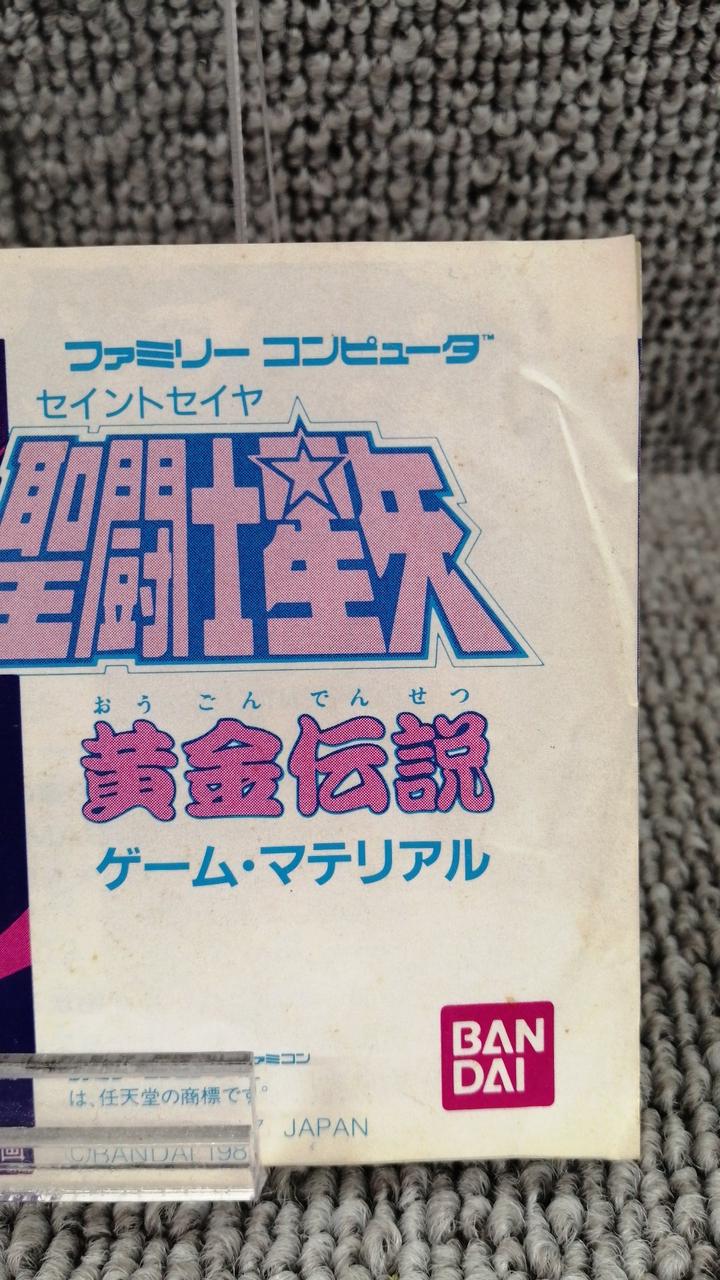 ファミリー コンピュータ™
セイントセイヤ
聖闘士星矢
おう ごん でん せつ
黄金伝説
ゲーム・マテリアル
BAN
DAI
ファミコン
は、任天堂の商標です。
©BANDAI 198
JAPAN